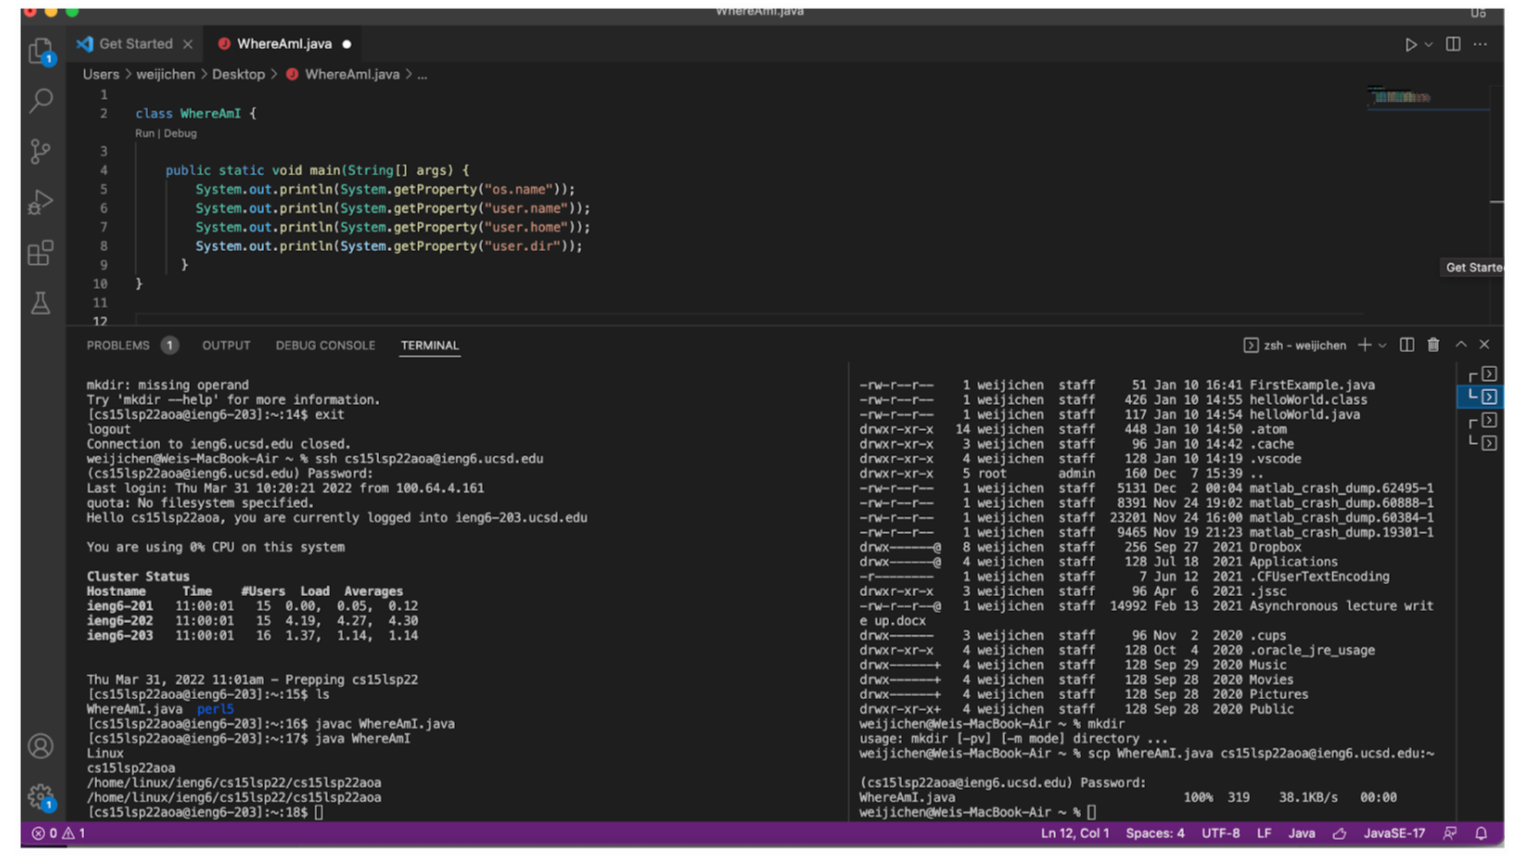 WhereAmI.java
Get Started
WhereAmI.java
Users > weijichen > Desktop > WhereAmI.java > ...
1
2 class WhereAmI {
Run | Debug
3
4 public static void main(String[] args) {
5 System.out.println(System.getProperty("os.name"));
6 System.out.println(System.getProperty("user.name"));
7 System.out.println(System.getProperty("user.home"));
8 System.out.println(System.getProperty("user.dir"));
9 }
10 }
11
12
Get Starte
PROBLEMS 1 OUTPUT DEBUG CONSOLE TERMINAL
zsh - weijichen
mkdir: missing operand
Try 'mkdir --help' for more information.
[cs15lsp22aoa@ieng6-203]:~:14$ exit
logout
Connection to ieng6.ucsd.edu closed.
weijichen@Weis-MacBook-Air ~ % ssh cs15lsp22aoa@ieng6.ucsd.edu
(cs15lsp22aoa@ieng6.ucsd.edu) Password:
Last login: Thu Mar 31 10:20:21 2022 from 100.64.4.161
quota: No filesystem specified.
Hello cs15lsp22aoa, you are currently logged into ieng6-203.ucsd.edu
You are using 0% CPU on this system
Cluster Status
Hostname Time #Users Load Averages
ieng6-201 11:00:01 15 0.00, 0.05, 0.12
ieng6-202 11:00:01 15 4.19, 4.27, 4.30
ieng6-203 11:00:01 16 1.37, 1.14, 1.14
Thu Mar 31, 2022 11:01am - Prepping cs15lsp22
[cs15lsp22aoa@ieng6-203]:~:15$ ls
WhereAmI.java perl5
[cs15lsp22aoa@ieng6-203]:~:16$ javac WhereAmI.java
[cs15lsp22aoa@ieng6-203]:~:17$ java WhereAmI
Linux
cs15lsp22aoa
/home/linux/ieng6/cs15lsp22/cs15lsp22aoa
/home/linux/ieng6/cs15lsp22/cs15lsp22aoa
[cs15lsp22aoa@ieng6-203]:~:18$
-rw-r--r-- 1 weijichen staff 51 Jan 10 16:41 FirstExample.java
-rw-r--r-- 1 weijichen staff 426 Jan 10 14:55 helloWorld.class
-rw-r--r-- 1 weijichen staff 117 Jan 10 14:54 helloWorld.java
drwxr-xr-x 14 weijichen staff 448 Jan 10 14:50 .atom
drwxr-xr-x 3 weijichen staff 96 Jan 10 14:42 .cache
drwxr-xr-x 4 weijichen staff 128 Jan 10 14:19 .vscode
drwxr-xr-x 5 root admin 160 Dec 7 15:39 ..
-rw-r--r-- 1 weijichen staff 5131 Dec 2 00:04 matlab_crash_dump.62495-1
-rw-r--r-- 1 weijichen staff 8391 Nov 24 19:02 matlab_crash_dump.60888-1
-rw-r--r-- 1 weijichen staff 23201 Nov 24 16:00 matlab_crash_dump.60384-1
-rw-r--r-- 1 weijichen staff 9465 Nov 19 21:23 matlab_crash_dump.19301-1
drwx------@ 8 weijichen staff 256 Sep 27 2021 Dropbox
drwx------@ 4 weijichen staff 128 Jul 18 2021 Applications
-r-------- 1 weijichen staff 7 Jun 12 2021 .CFUserTextEncoding
drwxr-xr-x 3 weijichen staff 96 Apr 6 2021 .jssc
-rw-r--r--@ 1 weijichen staff 14992 Feb 13 2021 Asynchronous lecture writ
e up.docx
drwx------ 3 weijichen staff 96 Nov 2 2020 .cups
drwxr-xr-x 4 weijichen staff 128 Oct 4 2020 .oracle_jre_usage
drwx------+ 4 weijichen staff 128 Sep 29 2020 Music
drwx------+ 4 weijichen staff 128 Sep 28 2020 Movies
drwx------+ 4 weijichen staff 128 Sep 28 2020 Pictures
drwxr-xr-x+ 4 weijichen staff 128 Sep 28 2020 Public
weijichen@Weis-MacBook-Air ~ % mkdir
usage: mkdir [-pv] [-m mode] directory ...
weijichen@Weis-MacBook-Air ~ % scp WhereAmI.java cs15lsp22aoa@ieng6.ucsd.edu:~
(cs15lsp22aoa@ieng6.ucsd.edu) Password:
WhereAmI.java 100% 319 38.1KB/s 00:00
weijichen@Weis-MacBook-Air ~ %
1
1
0 1
Ln 12, Col 1 Spaces: 4 UTF-8 LF Java JavaSE-17